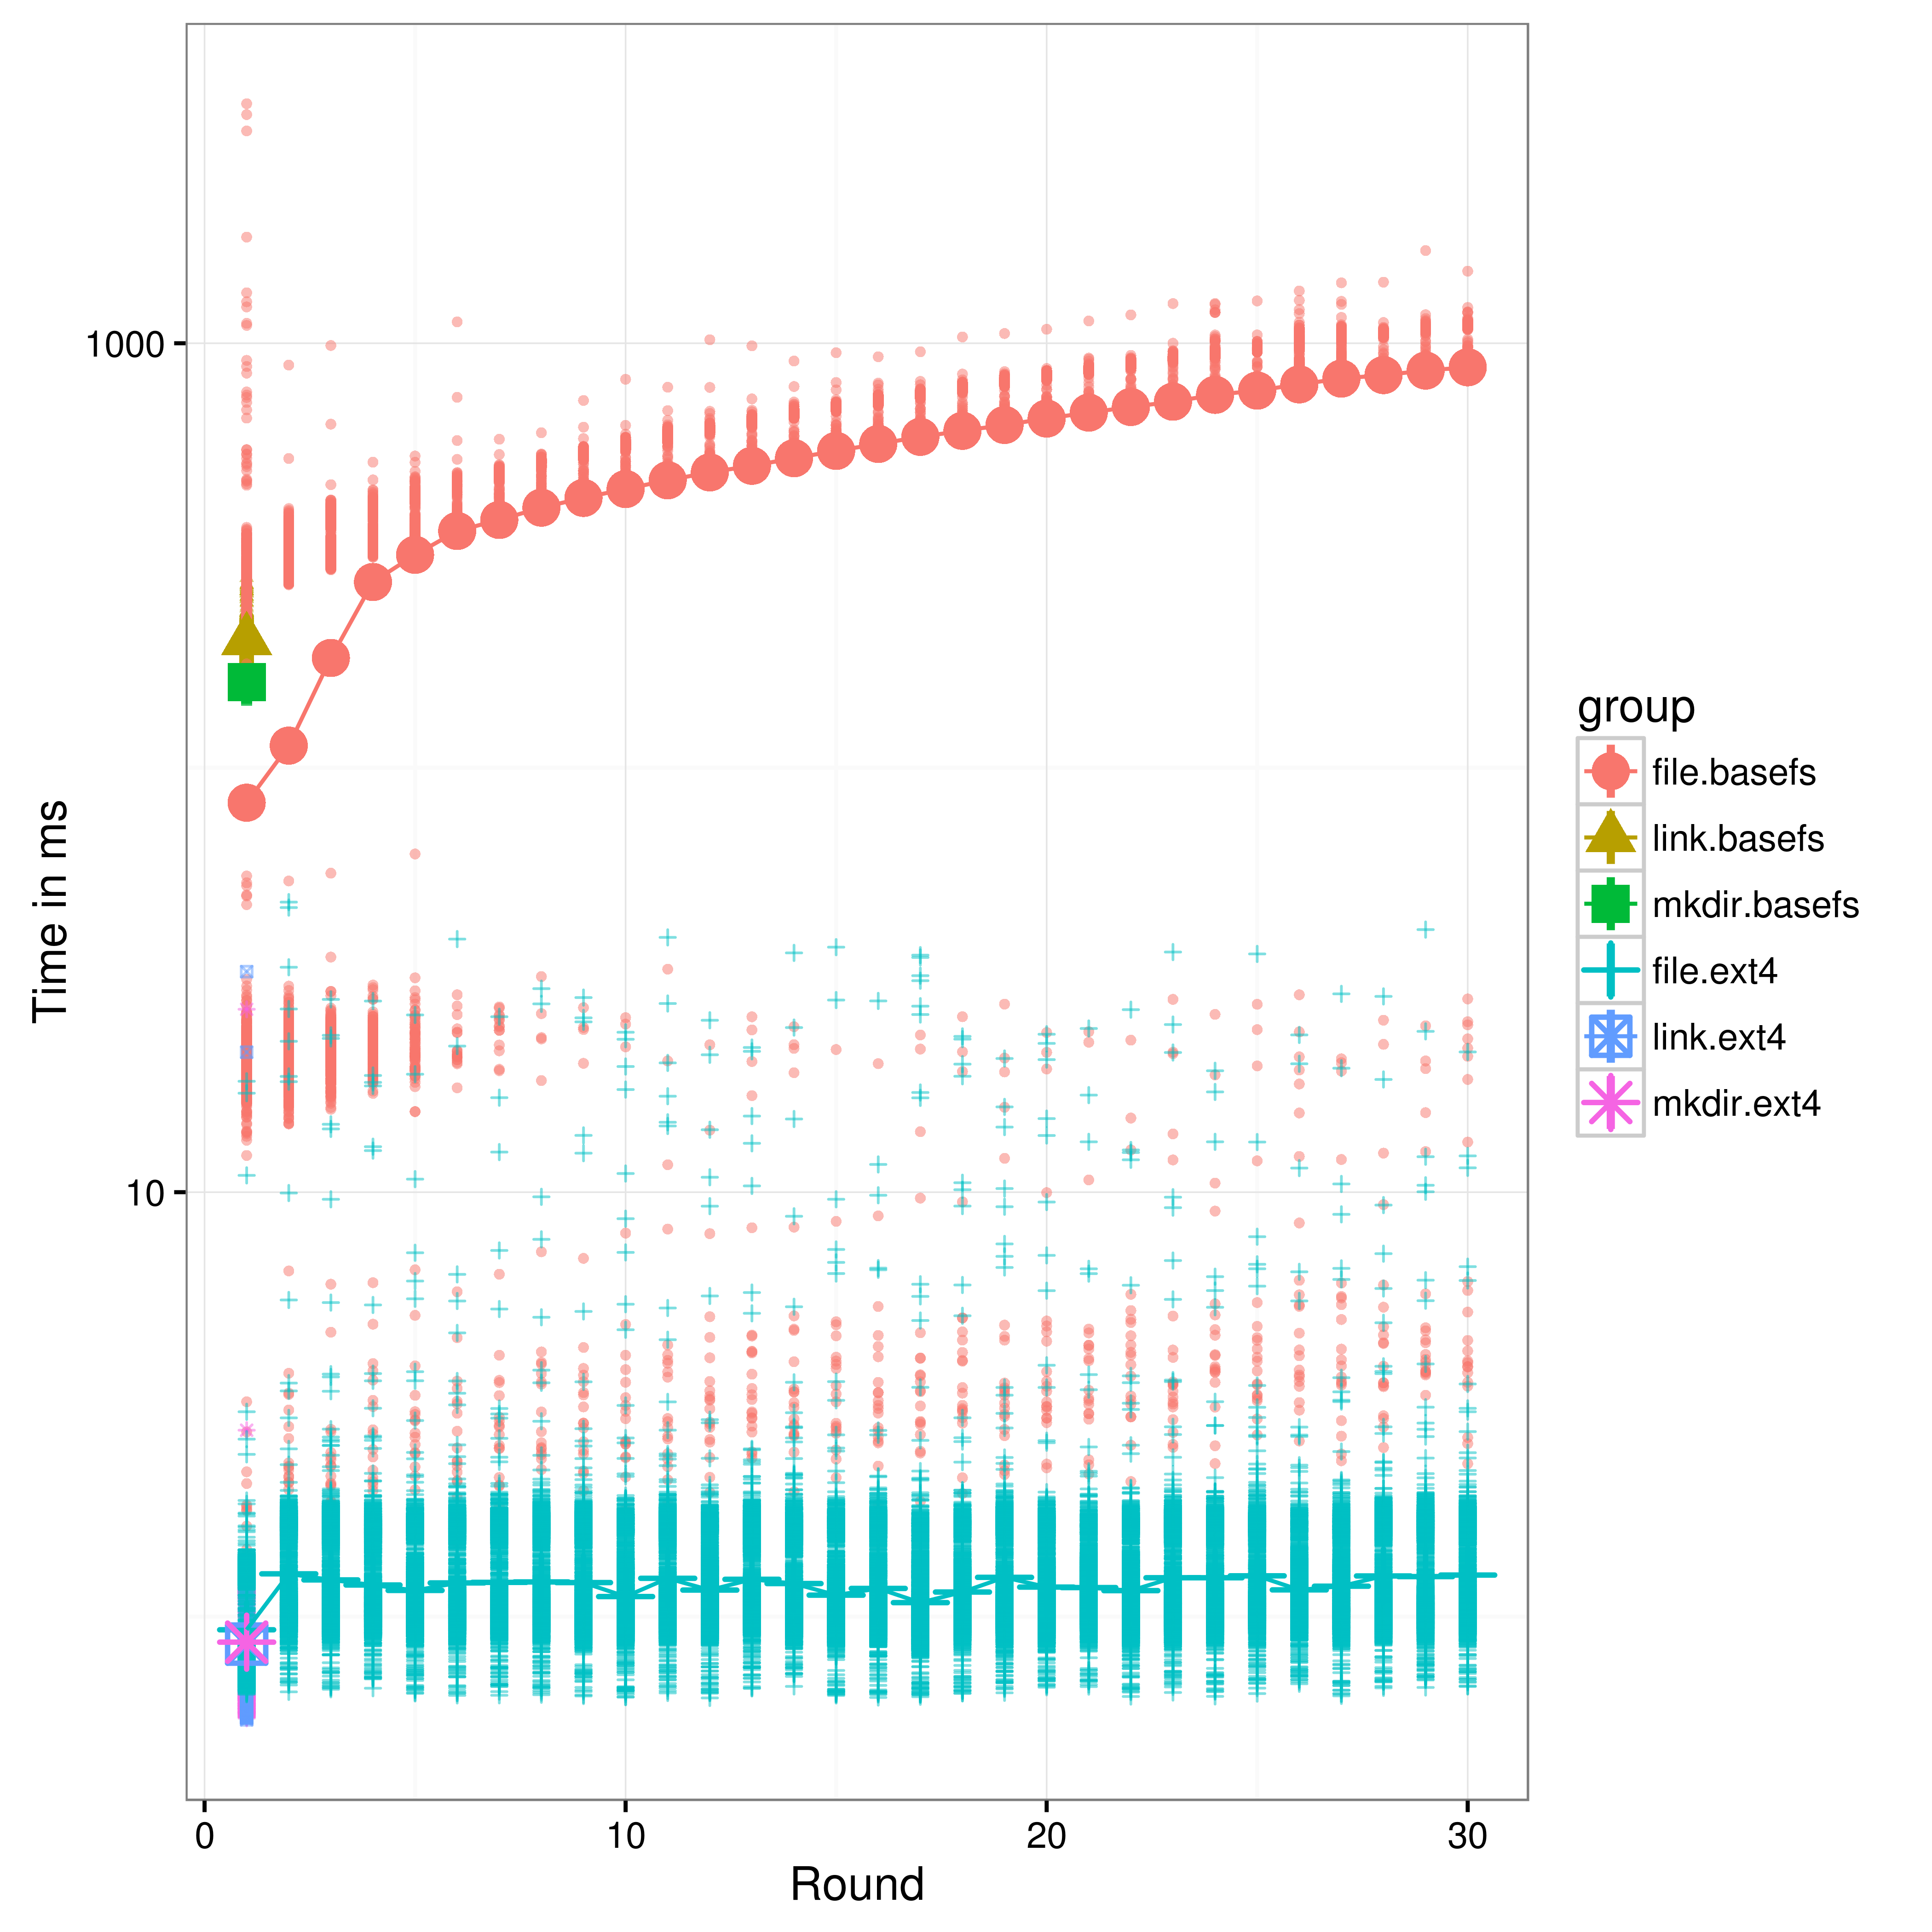 1000
10
Time in ms
0 10 20 30
Round
group
file.basefs
link.basefs
mkdir.basefs
file.ext4
link.ext4
mkdir.ext4